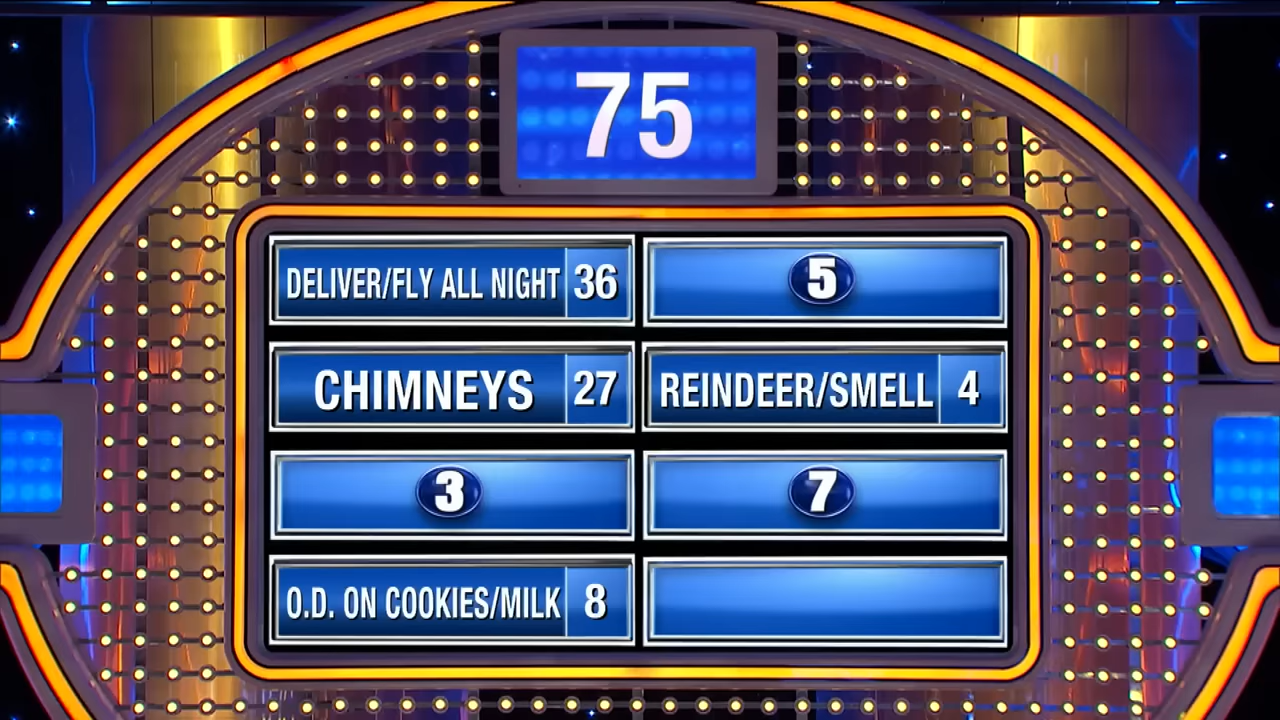 75
DELIVER/FLY ALL NIGHT 36
5
CHIMNEYS 27
REINDEER/SMELL 4
3
7
O.D. ON COOKIES/MILK 8